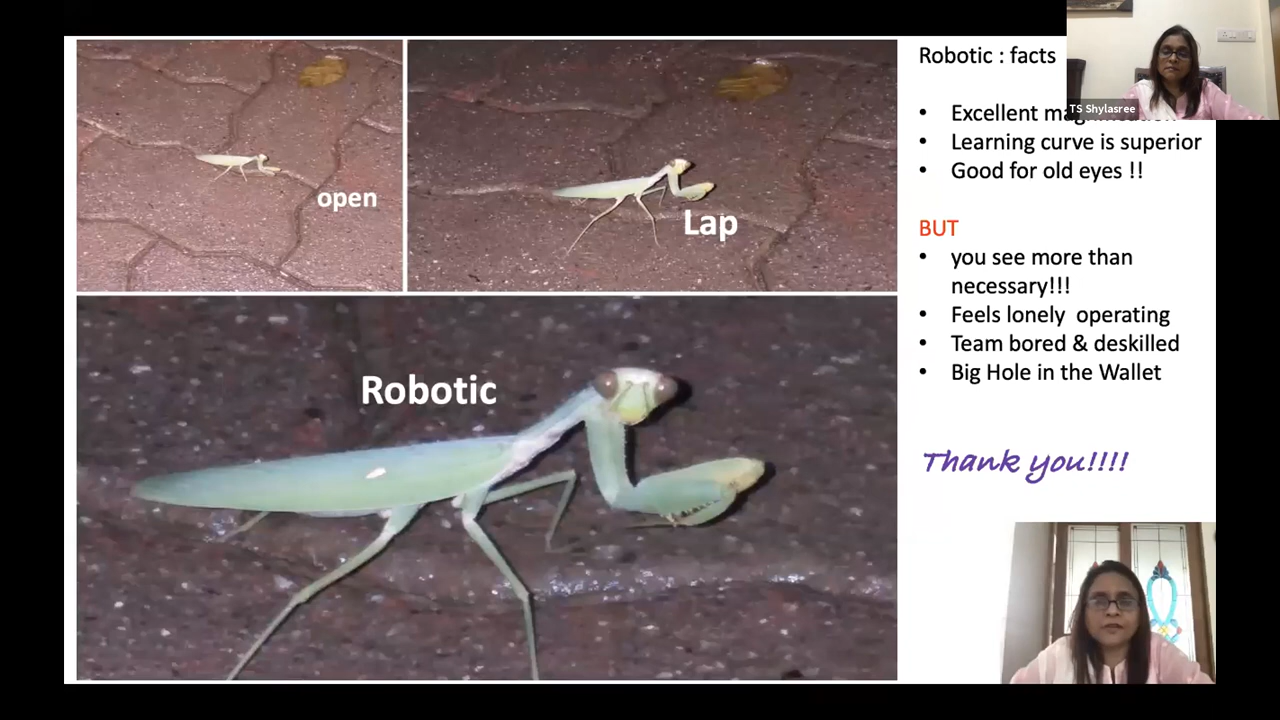 open
Lap
Robotic
Robotic : facts
TS Shylasree
• Excellent
• Learning curve is superior
• Good for old eyes !!
BUT
• you see more than
necessary!!!
• Feels lonely operating
• Team bored & deskilled
• Big Hole in the Wallet
Thank you!!!!